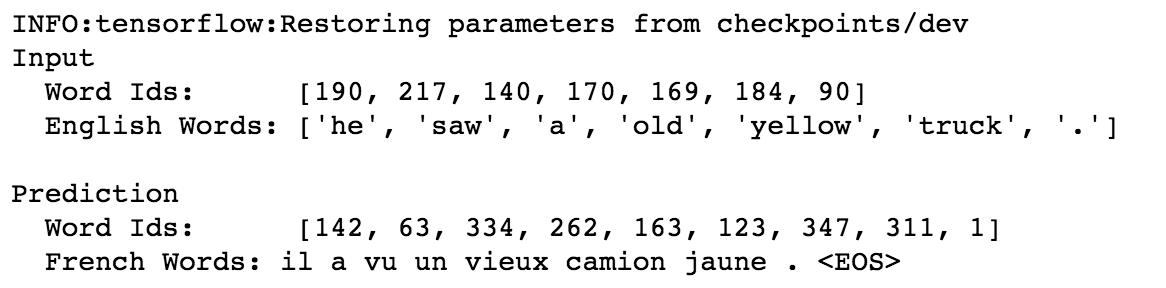 INFO:tensorflow:Restoring parameters from checkpoints/dev
Input
  Word Ids:      [190, 217, 140, 170, 169, 184, 90]
  English Words: ['he', 'saw', 'a', 'old', 'yellow', 'truck', '.']

Prediction
  Word Ids:      [142, 63, 334, 262, 163, 123, 347, 311, 1]
  French Words: il a vu un vieux camion jaune . <EOS>